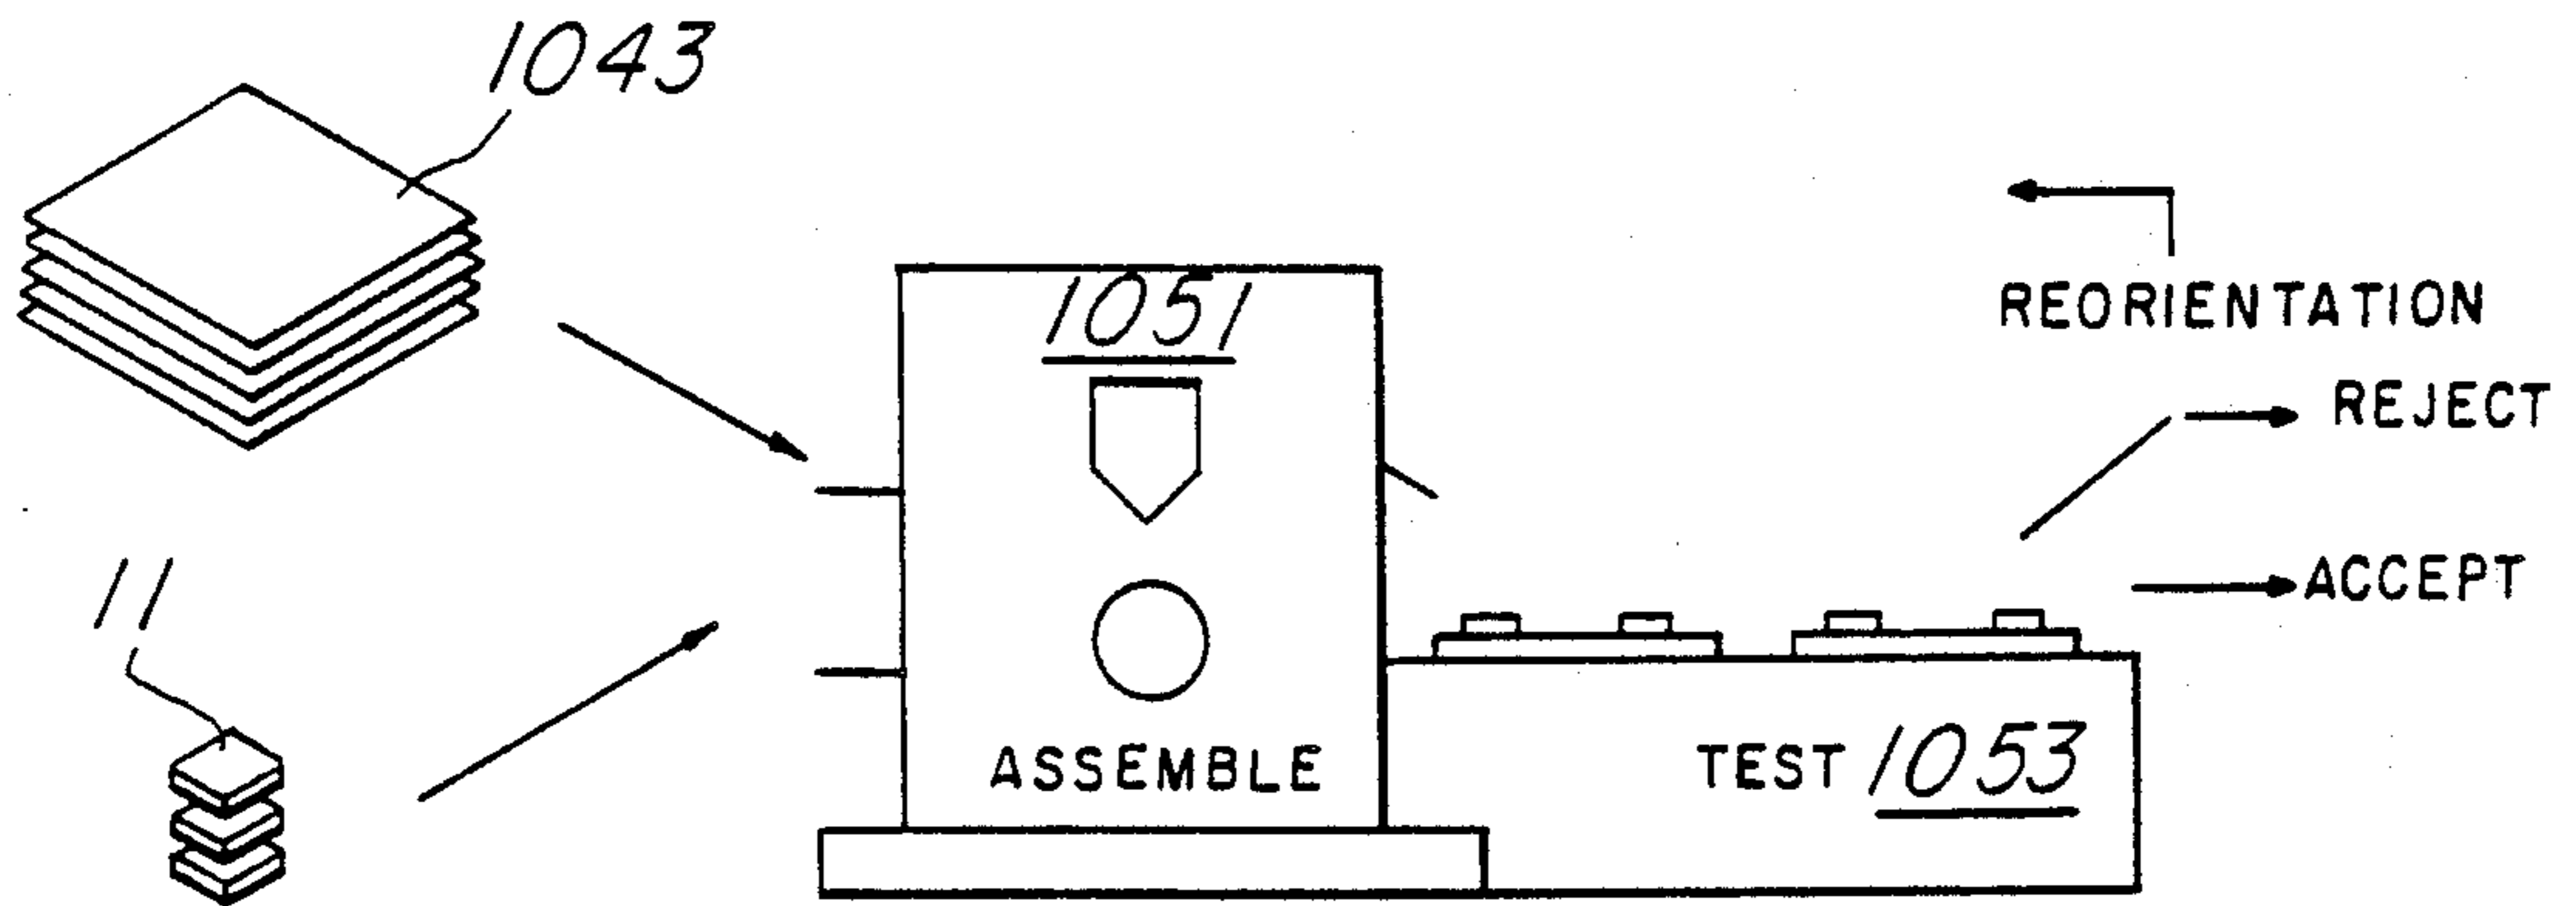 1043
1051
REORIENTATION
REJECT
11
ACCEPT
ASSEMBLE
TEST 1053